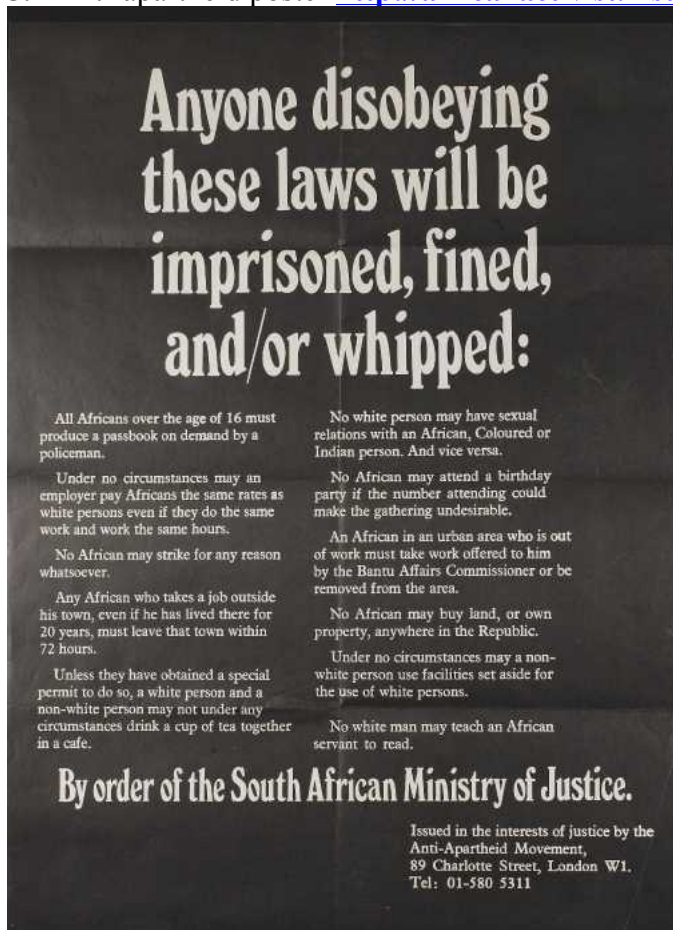 Anyone disobeying
these laws will be
imprisoned, fined,
and/or whipped:
All Africans over the age of 16 must
produce a passbook on demand by a
policeman.
Under no circumstances may an
employer pay Africans the same rates as
white persons even if they do the same
work and work the same hours.
No African may strike for any reason
whatsoever.
Any African who takes a job outside
his town, even if he has lived there for
20 years, must leave that town within
72 hours.
Unless they have obtained a special
permit to do so, a white person and a
non-white person may not under any
circumstances drink a cup of tea together
in a cafe.
No white person may have sexual
relations with an African, Coloured or
Indian person. And vice versa.
No African may attend a birthday
party if the number attending could
make the gathering undesirable.
An African in an urban area who is out
of work must take work offered to him
by the Bantu Affairs Commissioner or be
removed from the area.
No African may buy land, or own
property, anywhere in the Republic.
Under no circumstances may a non-
white person use facilities set aside for
the use of white persons.
No white man may teach an African
servant to read.
By order of the South African Ministry of Justice.
Issued in the interests of justice by the
Anti-Apartheid Movement,
89 Charlotte Street, London W1.
Tel: 01-580 5311